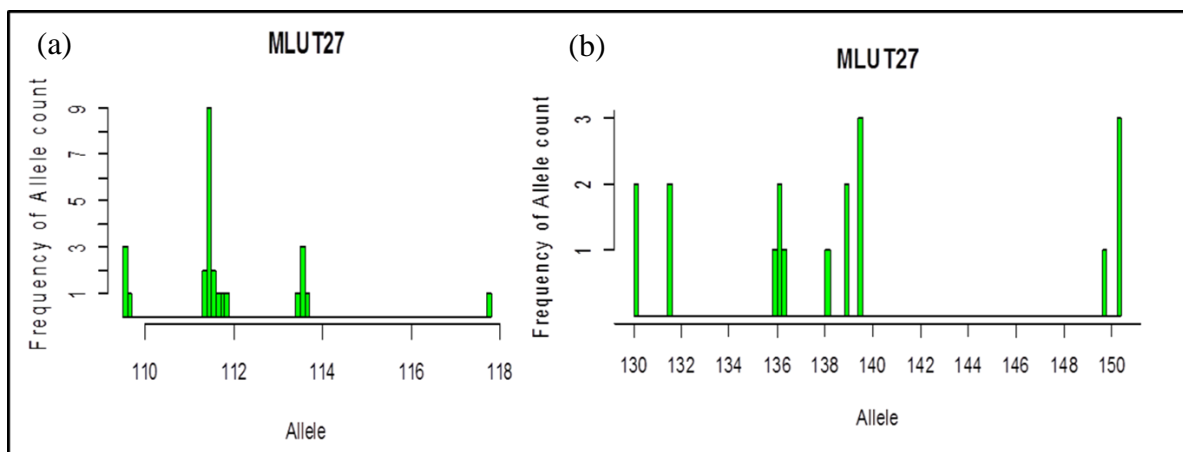 (a)
MLUT27
Frequency of Allele count
9
7
5
3
1
110 112 114 116 118
Allele
(b)
MLUT27
Frequency of Allele count
3
2
1
130 132 134 136 138 140 142 144 146 148 150
Allele